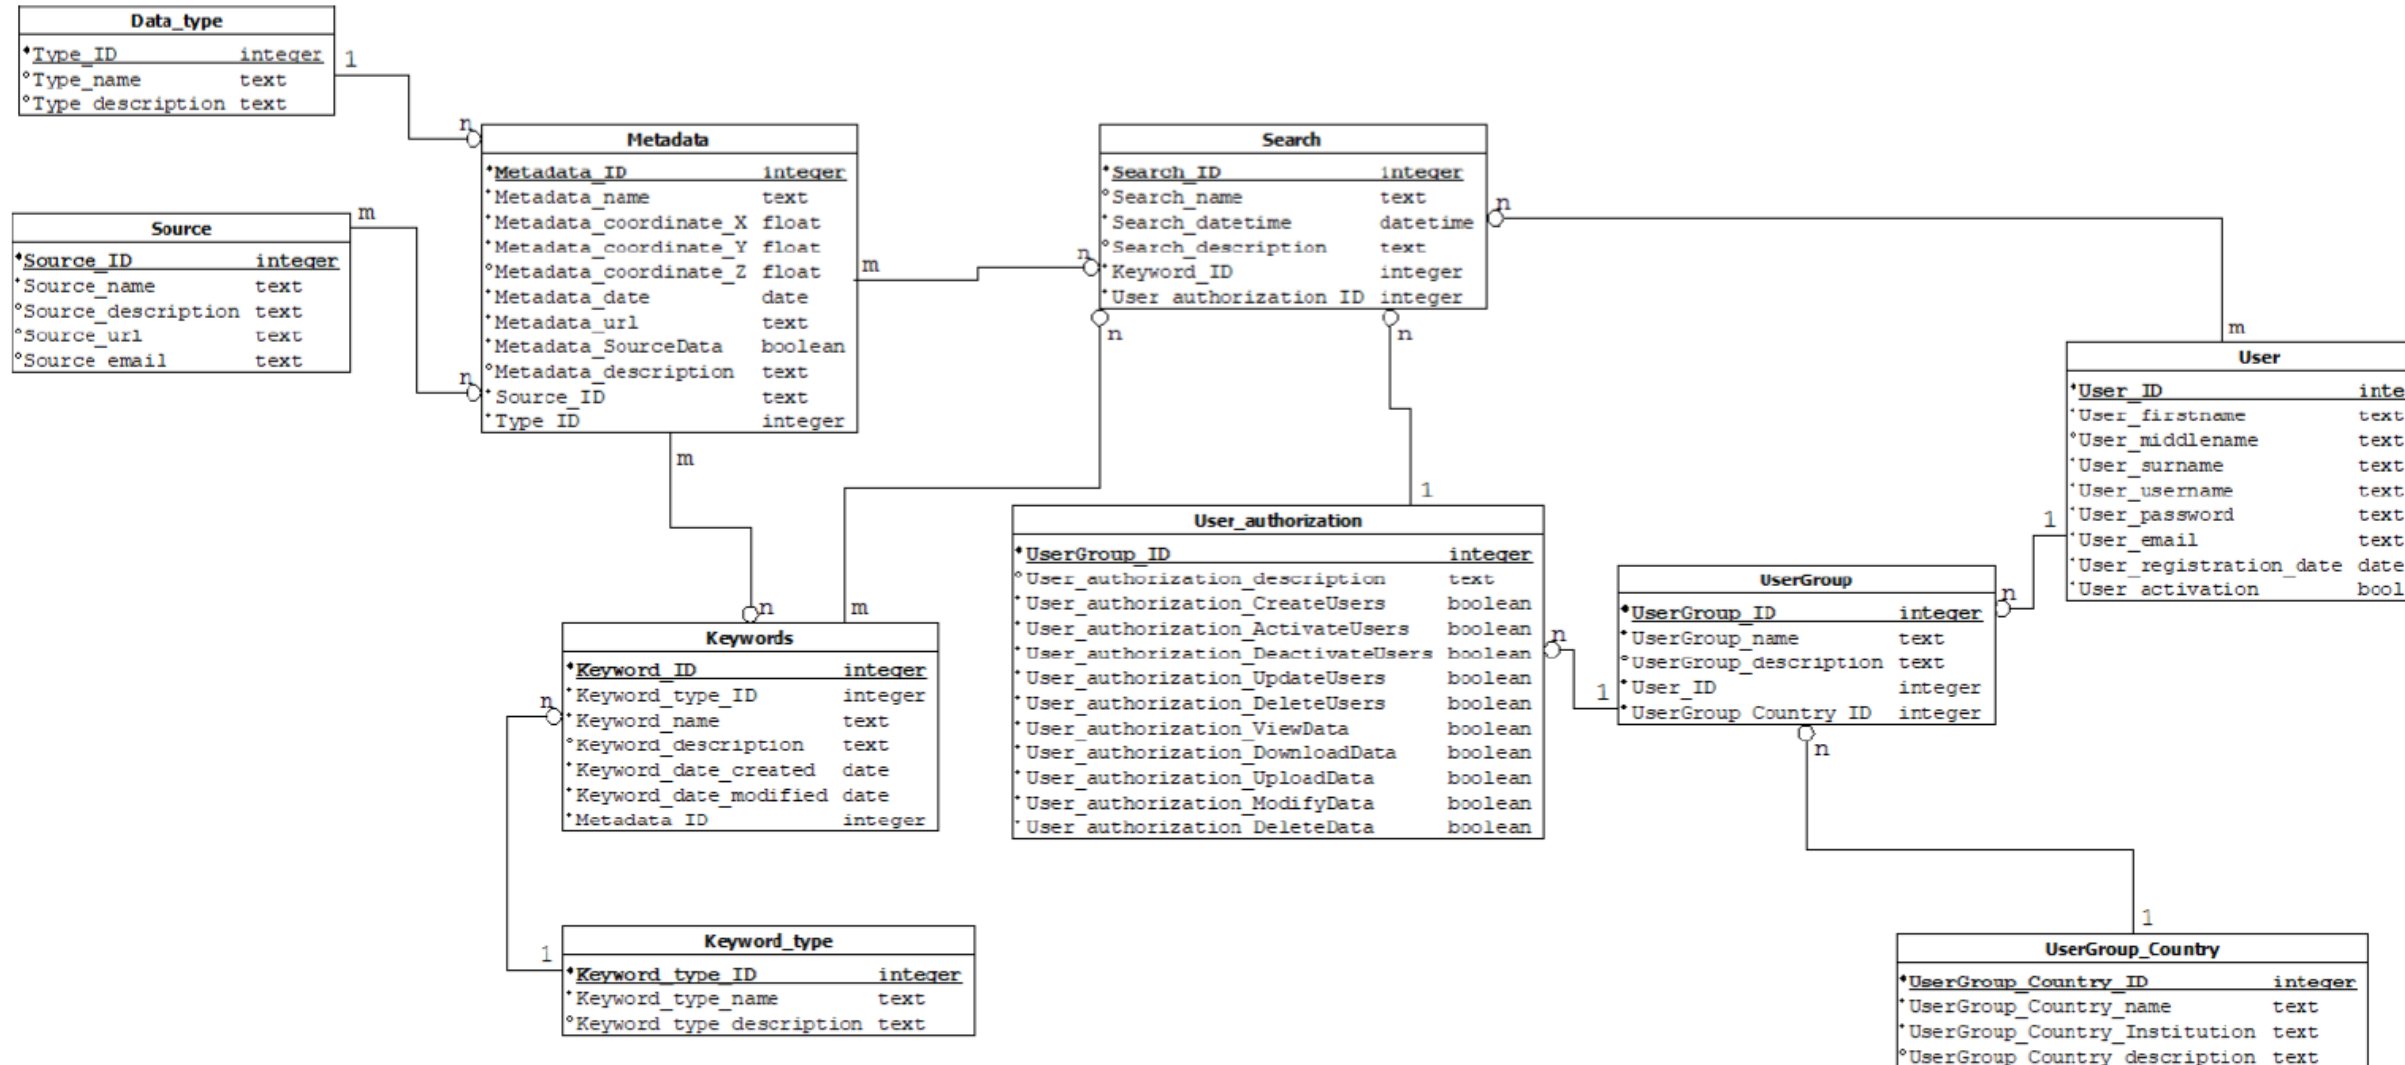 Data_type
Type_ID integer
Type_name text
Type_description text
1
n
Metadata
Metadata_ID integer
Metadata_name text
Metadata_coordinate_X float
Metadata_coordinate_Y float
Metadata_coordinate_Z float
Metadata_date date
Metadata_url text
Metadata_SourceData boolean
Metadata_description text
Source_ID text
Type_ID integer
m
Source
Source_ID integer
Source_name text
Source_description text
Source_url text
Source_email text
m
n
m
n
Search
Search_ID integer
Search_name text
Search_datetime datetime
Search_description text
Keyword_ID integer
User_authorization_ID integer
n
n
n
m
User
User_ID inte
User_firstname text
User_middlename text
User_surname text
User_username text
User_password text
User_email text
User_registration_date date
User_activation bool
1
1
User_authorization
UserGroup_ID integer
User_authorization_description text
User_authorization_CreateUsers boolean
User_authorization_ActivateUsers boolean
User_authorization_DeactivateUsers boolean
User_authorization_UpdateUsers boolean
User_authorization_DeleteUsers boolean
User_authorization_ViewData boolean
User_authorization_DownloadData boolean
User_authorization_UploadData boolean
User_authorization_ModifyData boolean
User_authorization_DeleteData boolean
n
1
UserGroup
UserGroup_ID integer
UserGroup_name text
UserGroup_description text
User_ID integer
UserGroup_Country_ID integer
n
n
n
m
Keywords
Keyword_ID integer
Keyword_type_ID integer
Keyword_name text
Keyword_description text
Keyword_date_created date
Keyword_date_modified date
Metadata_ID integer
n
1
Keyword_type
Keyword_type_ID integer
Keyword_type_name text
Keyword_type_description text
1
UserGroup_Country
UserGroup_Country_ID integer
UserGroup_Country_name text
UserGroup_Country_Institution text
UserGroup_Country_description text